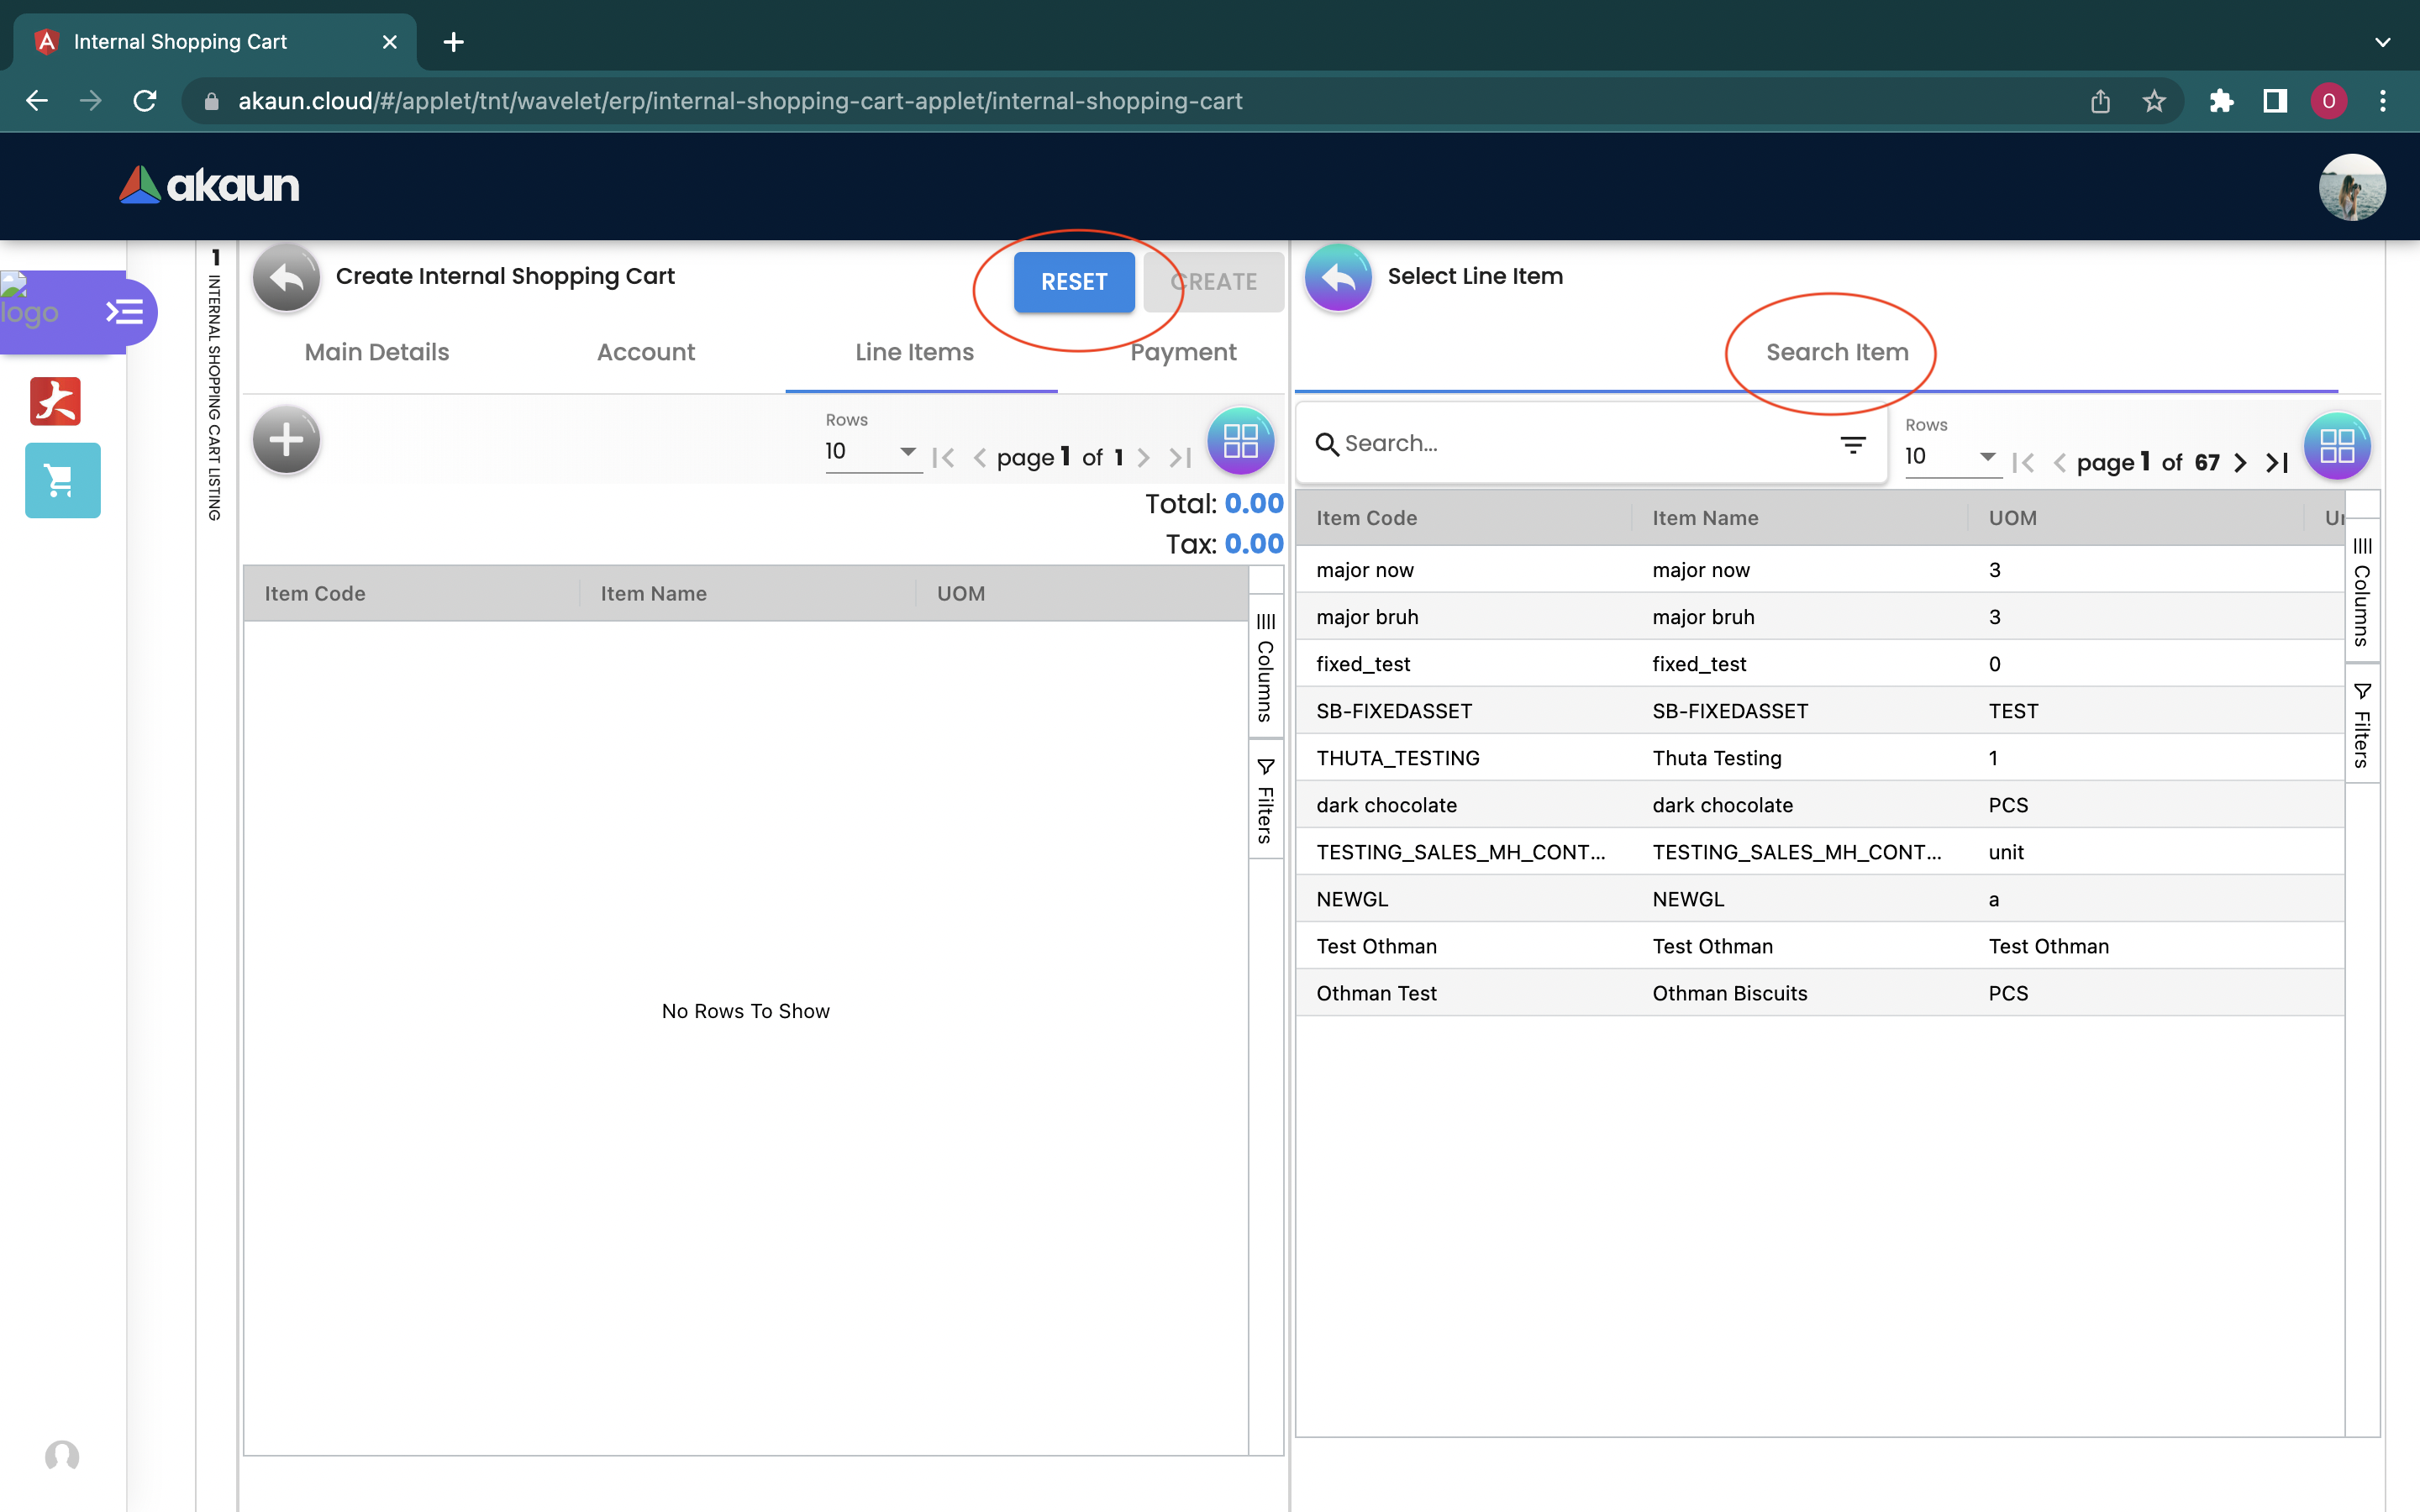 Internal Shopping Cart
akaun.cloud/#/applet/tnt/wavelet/erp/internal-shopping-cart-applet/internal-shopping-cart
O
akaun
logo
1 INTERNAL SHOPPING CART LISTING
Create Internal Shopping Cart
RESET
CREATE
Main Details
Account
Line Items
Payment
Rows
10
page 1 of 1
Total: 0.00
Tax: 0.00
Item Code
Item Name
UOM
Columns
Filters
No Rows To Show
Select Line Item
Search Item
Search...
Rows
10
page 1 of 67
Item Code Item Name UOM
major now major now 3
major bruh major bruh 3
fixed_test fixed_test 0
SB-FIXEDASSET SB-FIXEDASSET TEST
THUTA_TESTING Thuta Testing 1
dark chocolate dark chocolate PCS
TESTING_SALES_MH_CONT... TESTING_SALES_MH_CONT... unit
NEWGL NEWGL a
Test Othman Test Othman Test Othman
Othman Test Othman Biscuits PCS
Columns
Filters